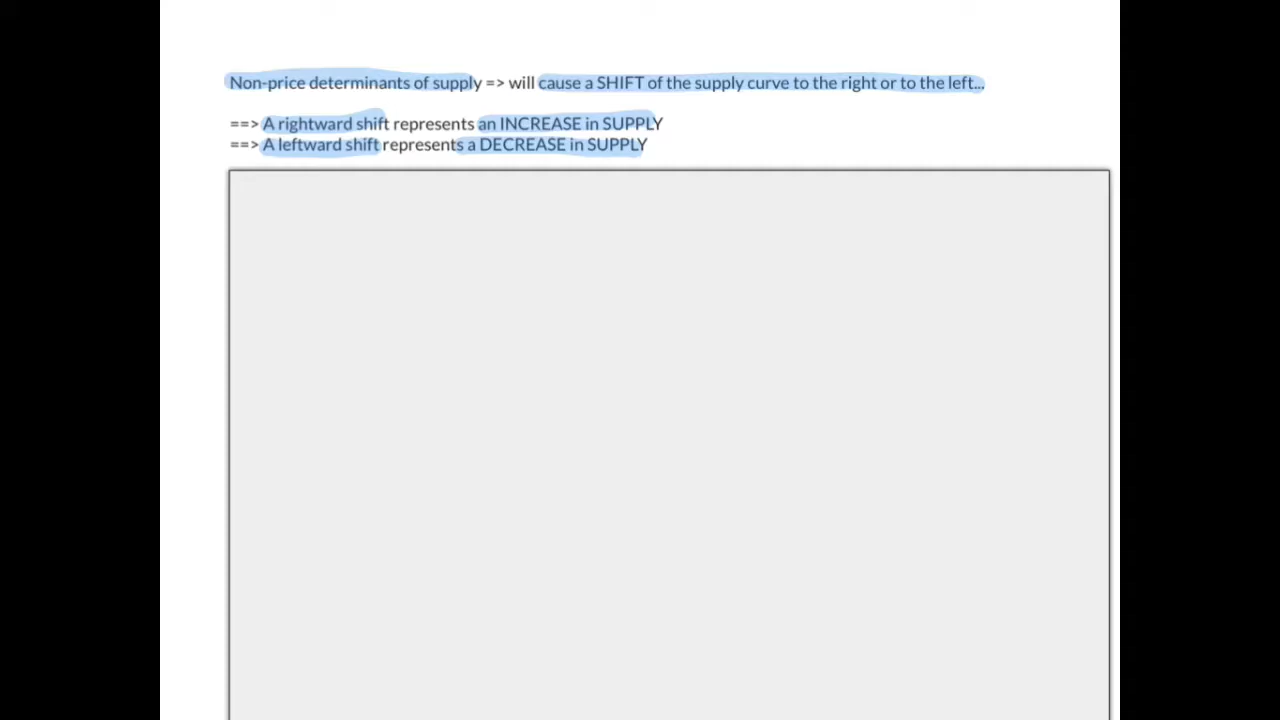 Non-price determinants of supply => will cause a SHIFT of the supply curve to the right or to the left...
==> A rightward shift represents an INCREASE in SUPPLY
==> A leftward shift represents a DECREASE in SUPPLY